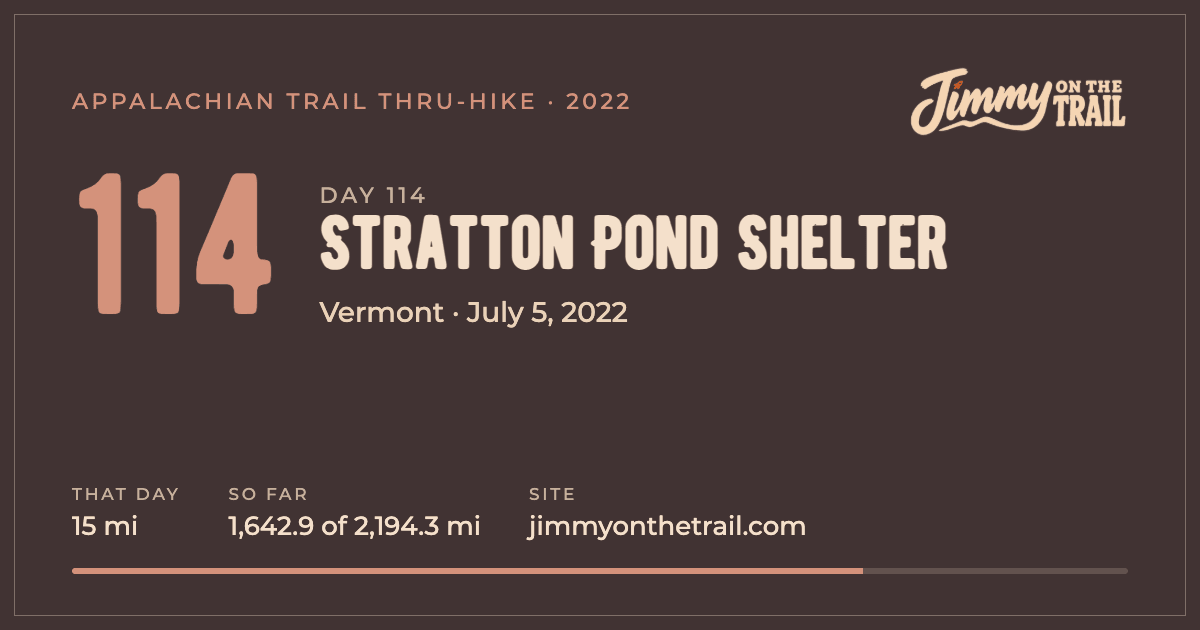 APPALACHIAN TRAIL THRU-HIKE · 2022
Jimmy ON THE TRAIL
114
DAY 114
STRATTON POND SHELTER
Vermont · July 5, 2022
THAT DAY
15 mi
SO FAR
1,642.9 of 2,194.3 mi
SITE
jimmyonthetrail.com